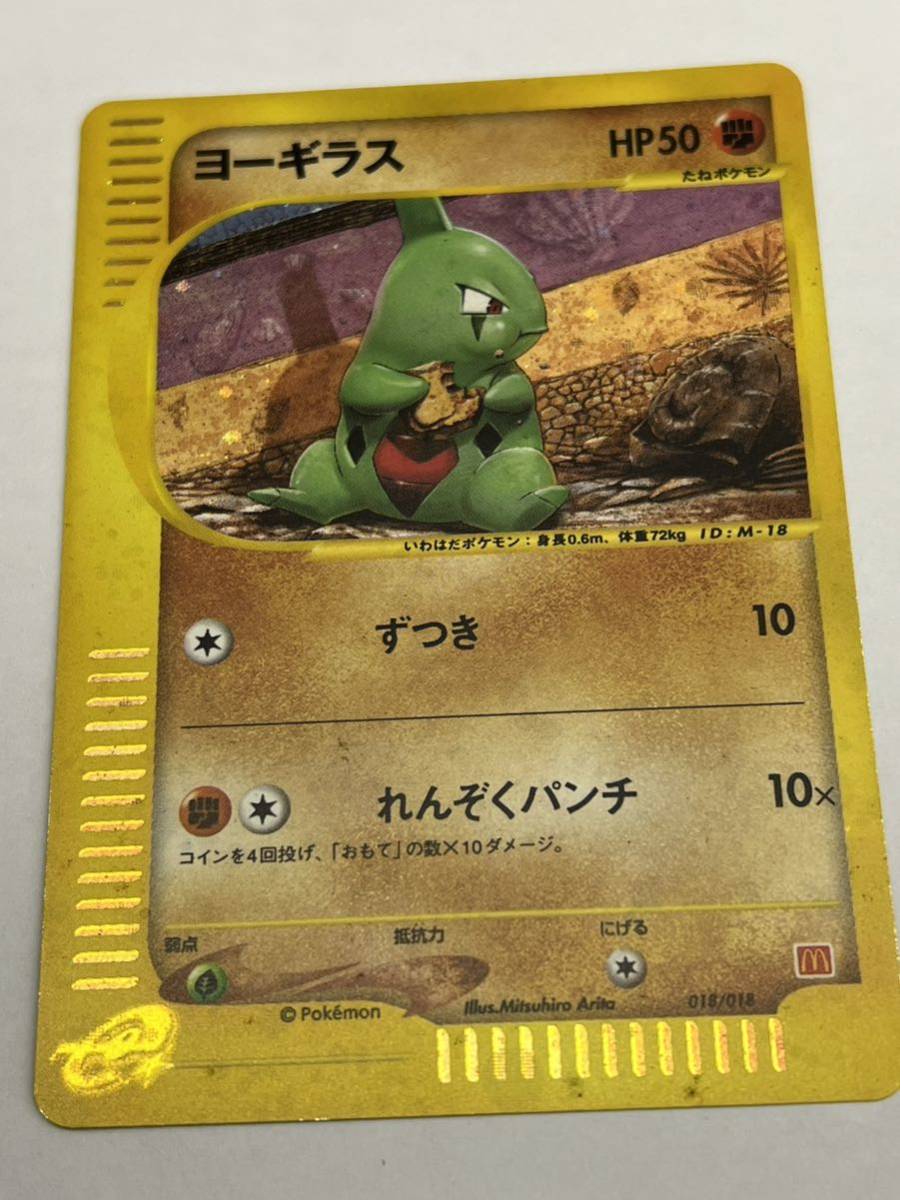 ヨーギラス HP50
たねポケモン
いわはだポケモン：身長0.6m、体重72kg ID:M-18
ずつき 10
れんぞくパンチ 10×
コインを4回投げ、「おもて」の数×10ダメージ。
弱点 抵抗力 にげる
©Pokémon Illus.Mitsuhiro Arita 018/018